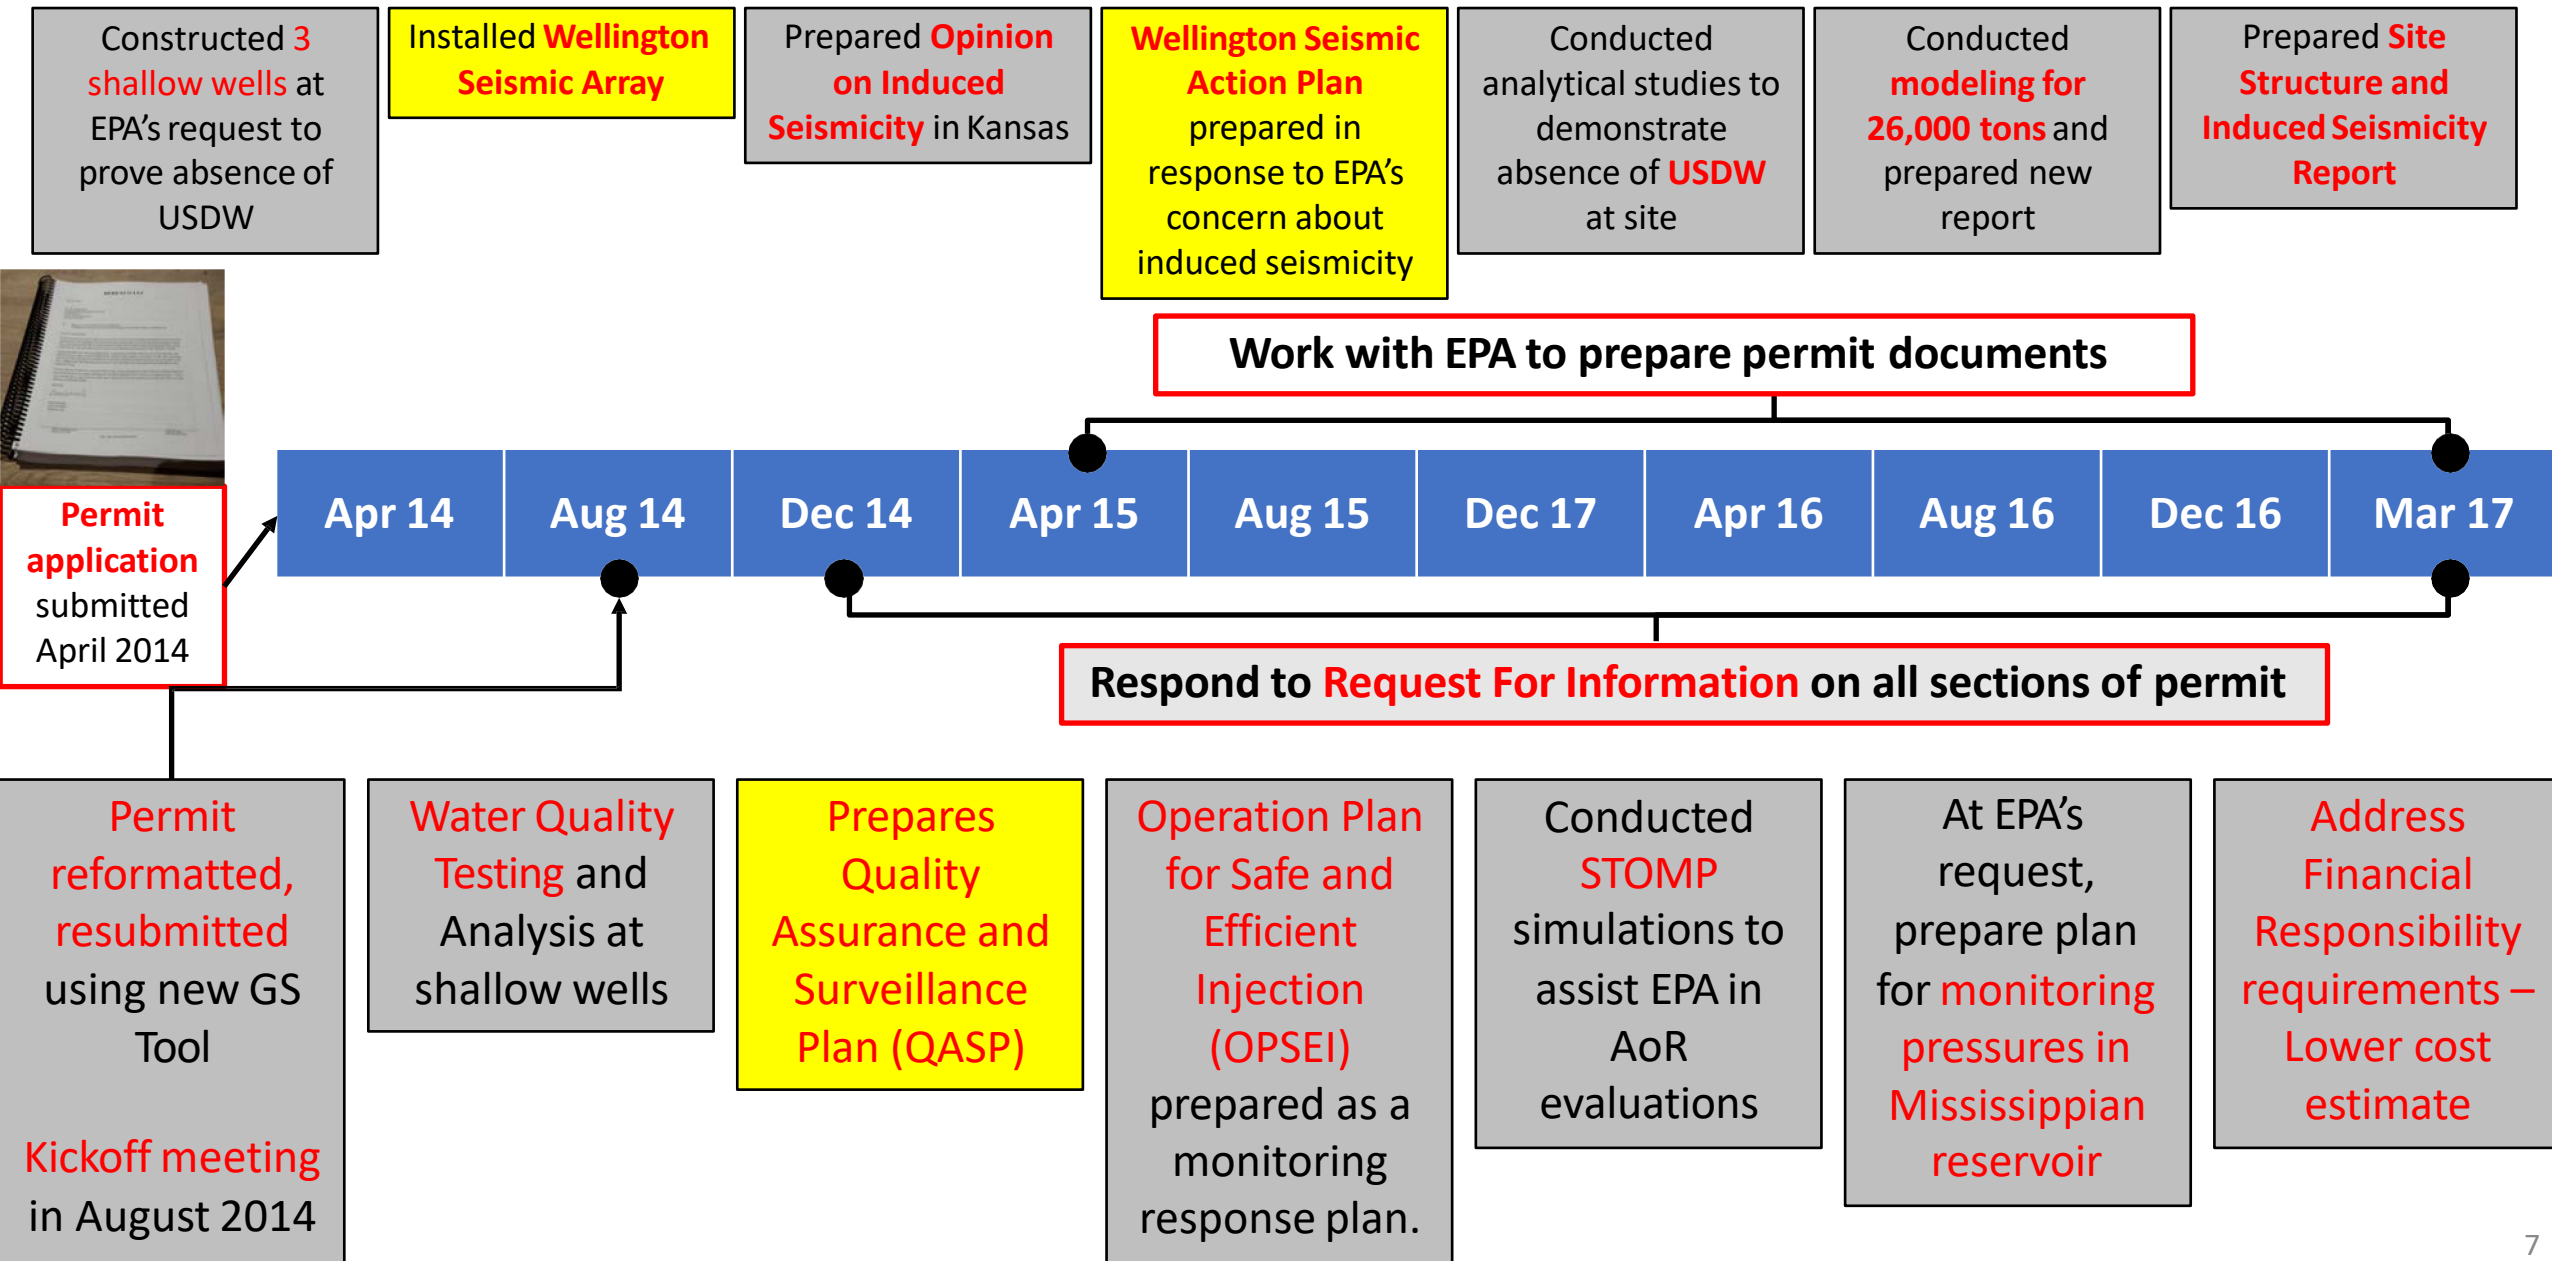 Constructed 3
shallow wells at
EPA’s request to
prove absence of
USDW
Installed Wellington
Seismic Array
Prepared Opinion
on Induced
Seismicity in Kansas
Wellington Seismic
Action Plan
prepared in
response to EPA’s
concern about
induced seismicity
Conducted
analytical studies to
demonstrate
absence of USDW
at site
Conducted
modeling for
26,000 tons and
prepared new
report
Prepared Site
Structure and
Induced Seismicity
Report
Work with EPA to prepare permit documents
Permit
application
submitted
April 2014
Apr 14
Aug 14
Dec 14
Apr 15
Aug 15
Dec 17
Apr 16
Aug 16
Dec 16
Mar 17
Respond to Request For Information on all sections of permit
Permit
reformatted,
resubmitted
using new GS
Tool
Kickoff meeting
in August 2014
Water Quality
Testing and
Analysis at
shallow wells
Prepares
Quality
Assurance and
Surveillance
Plan (QASP)
Operation Plan
for Safe and
Efficient
Injection
(OPSEI)
prepared as a
monitoring
response plan.
Conducted
STOMP
simulations to
assist EPA in
AoR
evaluations
At EPA’s
request,
prepare plan
for monitoring
pressures in
Mississippian
reservoir
Address
Financial
Responsibility
requirements –
Lower cost
estimate
7